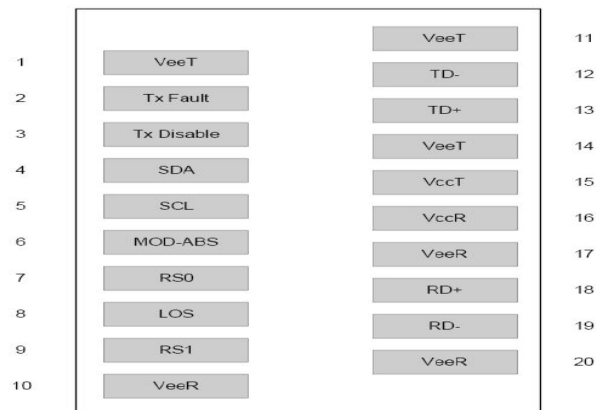 VeeT 11
1 VeeT
TD- 12
2 Tx Fault
TD+ 13
3 Tx Disable
VeeT 14
4 SDA
VccT 15
5 SCL
VccR 16
6 MOD-ABS
VeeR 17
7 RS0
RD+ 18
8 LOS
RD- 19
9 RS1
VeeR 20
10 VeeR